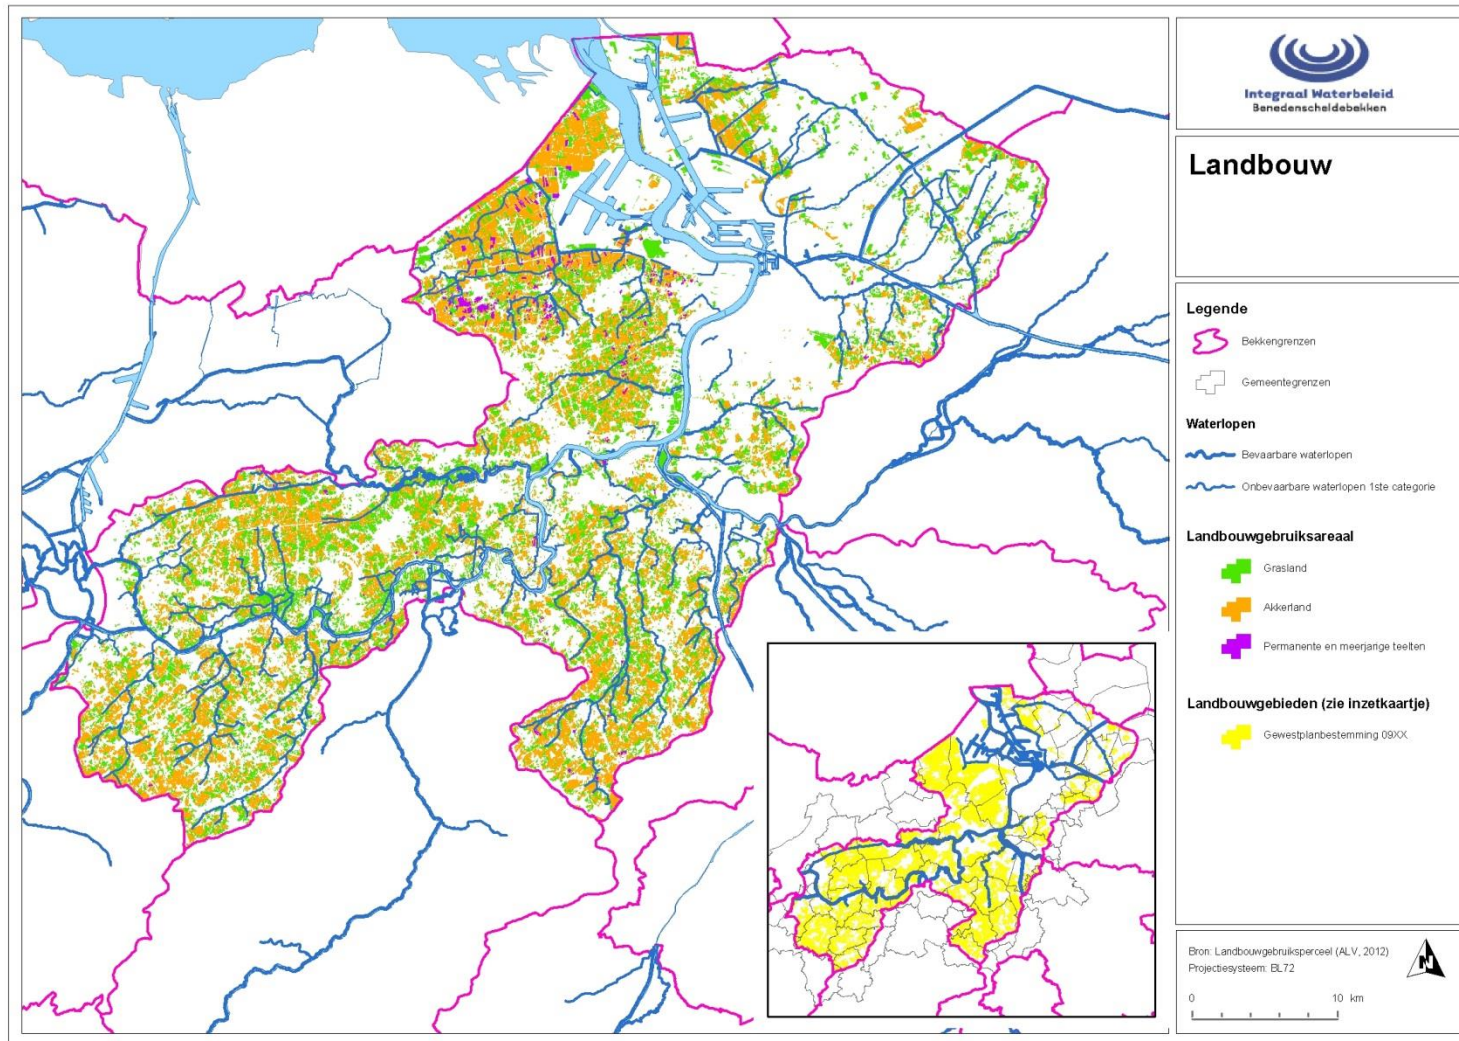 Integraal Waterbeleid
Benedenscheldebekken
Landbouw
Legende
Bekkengrenzen
Gemeentegrenzen
Waterlopen
Bevaarbare waterlopen
Onbevaarbare waterlopen 1ste categorie
Landbouwgebruiksareaal
Grasland
Akkerland
Permanente en meerjarige teelten
Landbouwgebieden (zie inzetkaartje)
Gewestplanbestemming 09XX
Bron: Landbouwgebruiksperceel (ALV, 2012)
Projectiesysteem: BL72
N
0 10 km